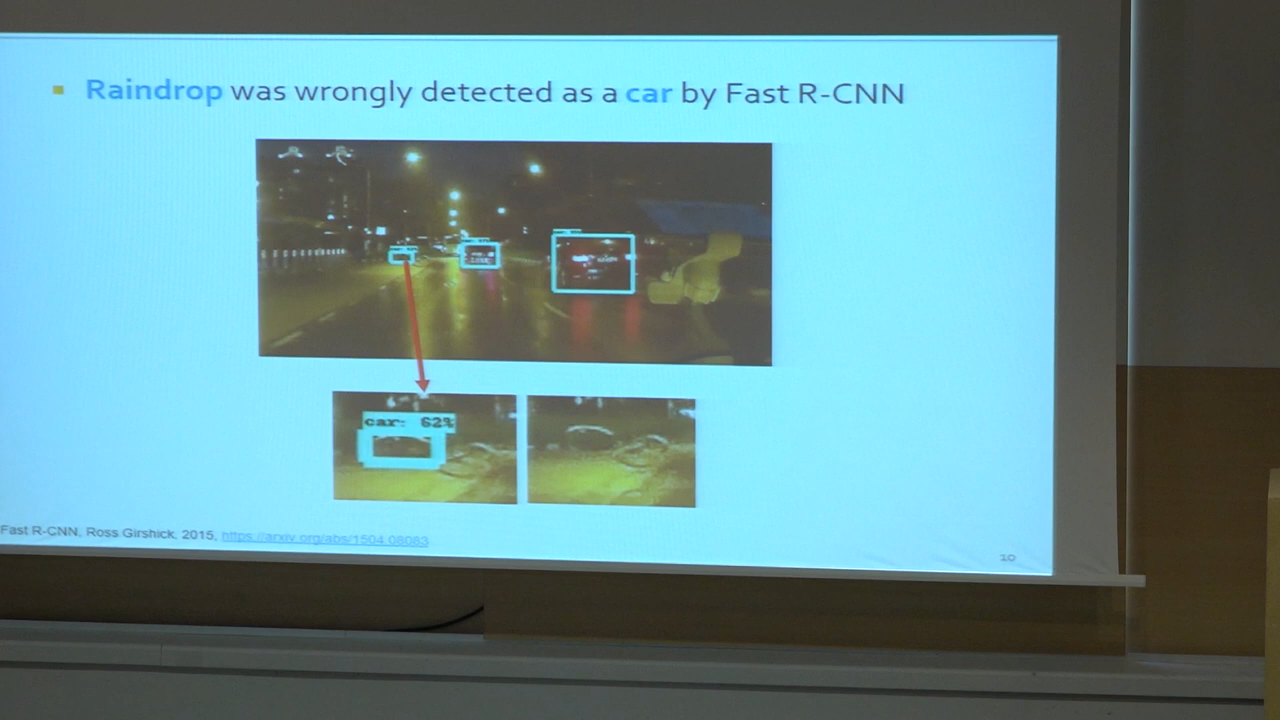 Raindrop was wrongly detected as a car by Fast R-CNN
car: 62%
Fast R-CNN, Ross Girshick, 2015, https://arxiv.org/abs/1504.08083
10